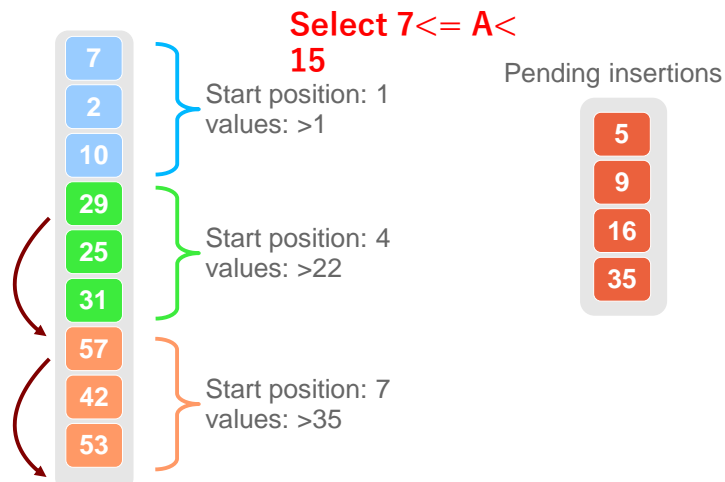 Select 7<= A<
15
7
2
10
29
25
31
57
42
53
Start position: 1
values: >1
Start position: 4
values: >22
Start position: 7
values: >35
Pending insertions
5
9
16
35